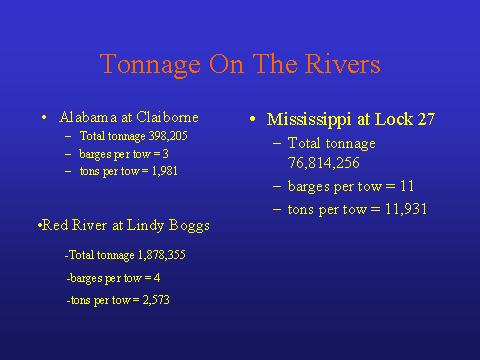 Tonnage On The Rivers
• Alabama at Claiborne
– Total tonnage 398,205
– barges per tow = 3
– tons per tow = 1,981
•Red River at Lindy Boggs
-Total tonnage 1,878,355
-barges per tow = 4
-tons per tow = 2,573
• Mississippi at Lock 27
– Total tonnage
76,814,256
– barges per tow = 11
– tons per tow = 11,931